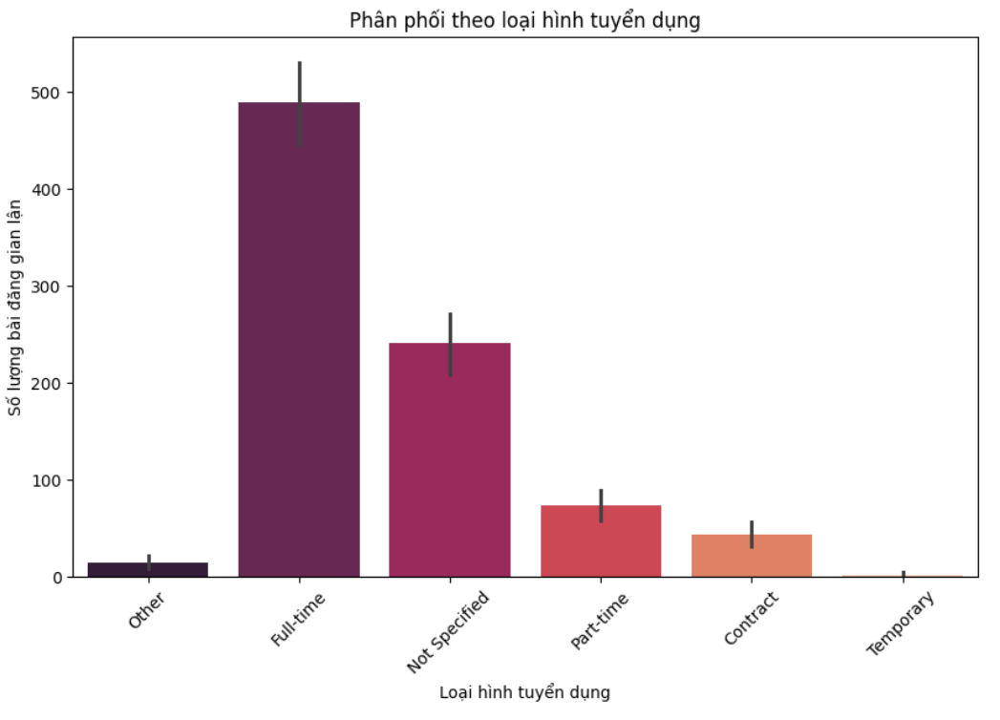 Phân phối theo loại hình tuyển dụng
Số lượng bài đăng gian lận
500
400
300
200
100
0
Other
Full-time
Not Specified
Part-time
Contract
Temporary
Loại hình tuyển dụng